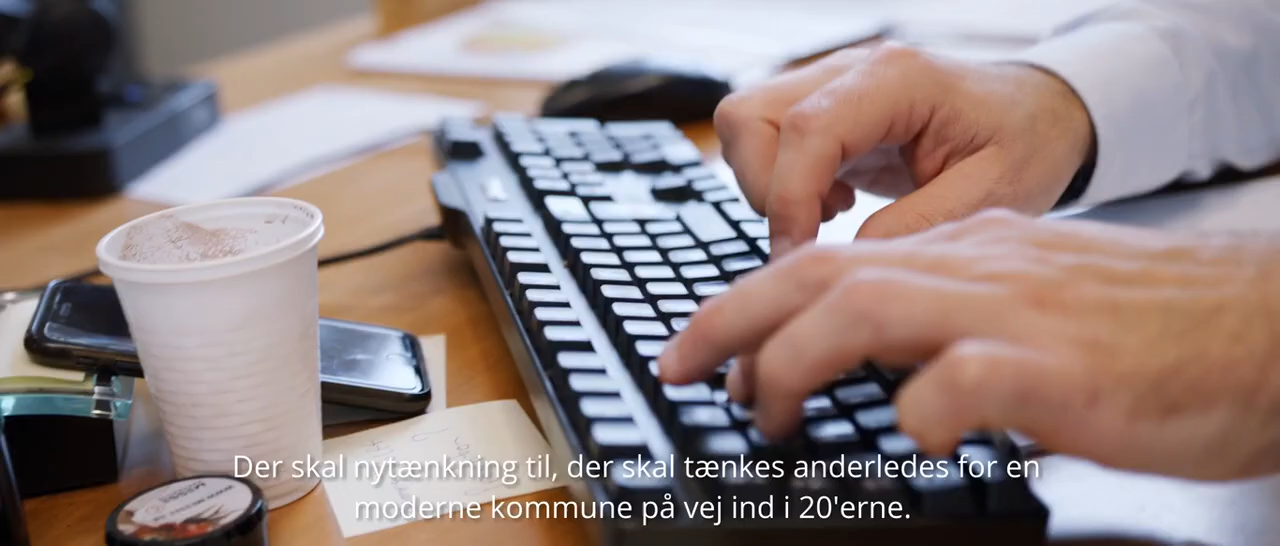 Der skal nytænkning til, der skal tænkes anderledes for en
moderne kommune på vej ind i 20'erne.